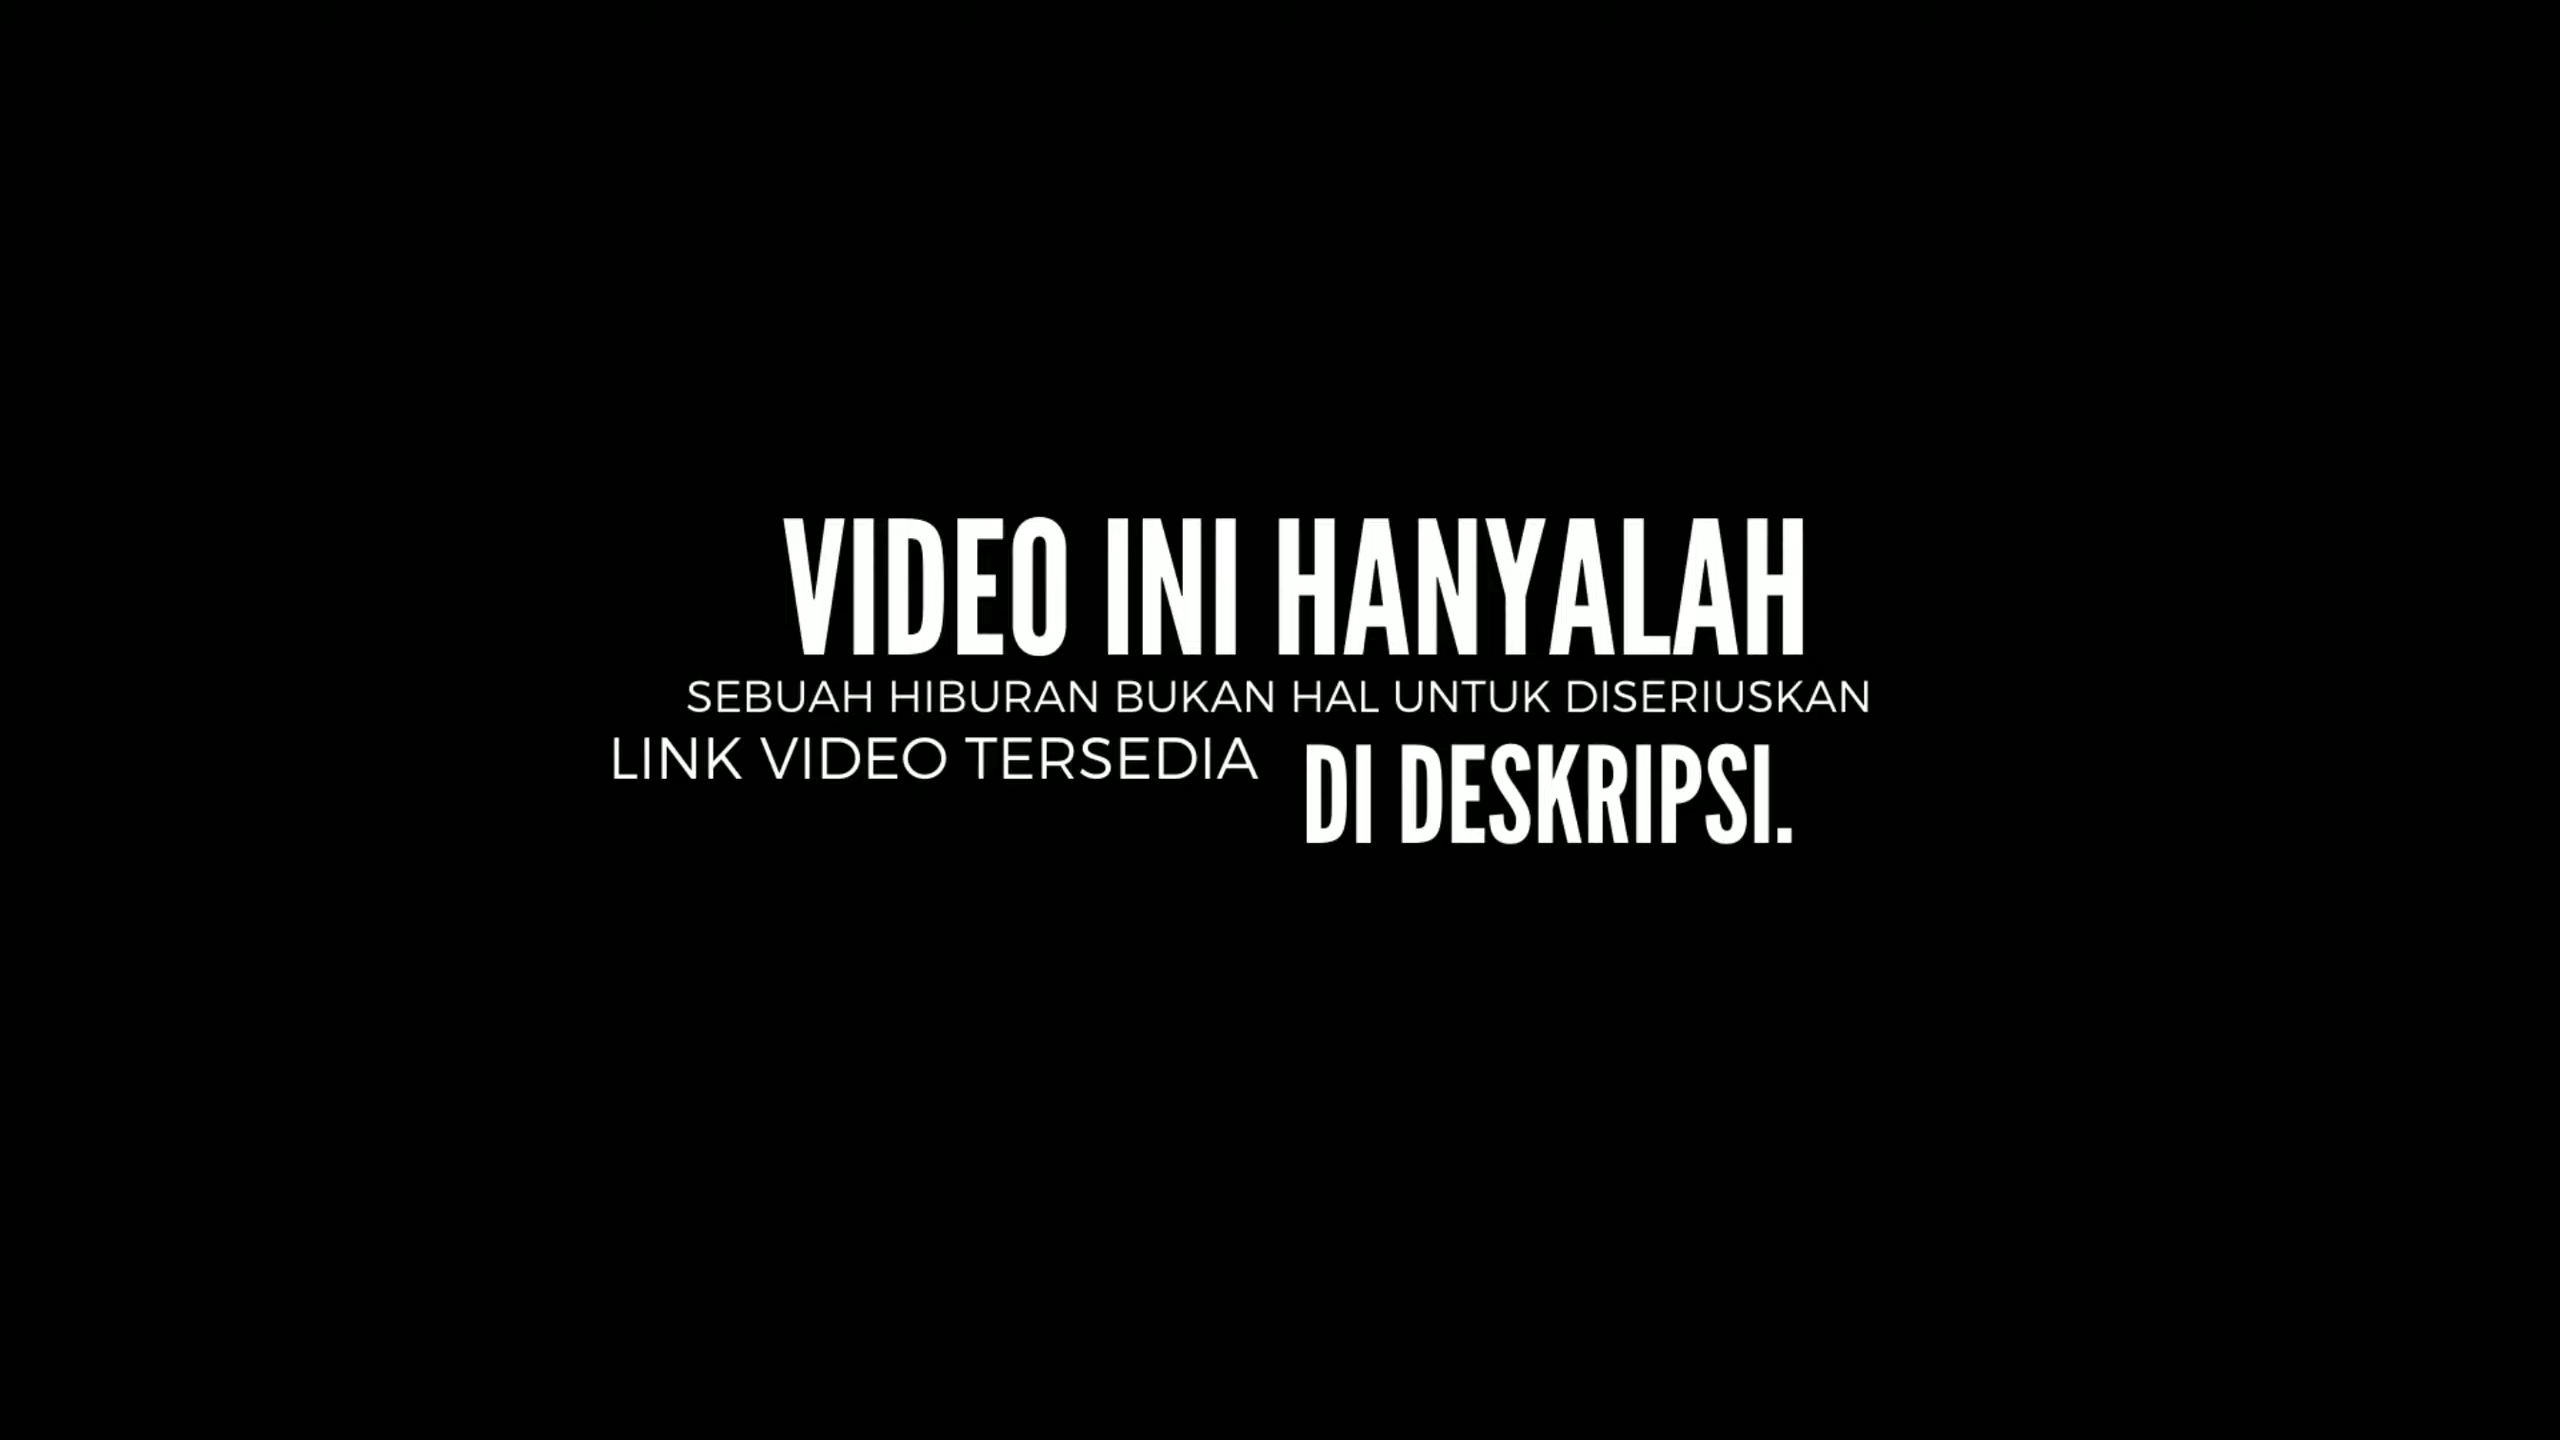 VIDEO INI HANYALAH
SEBUAH HIBURAN BUKAN HAL UNTUK DISERIUSKAN
LINK VIDEO TERSEDIA DI DESKRIPSI.